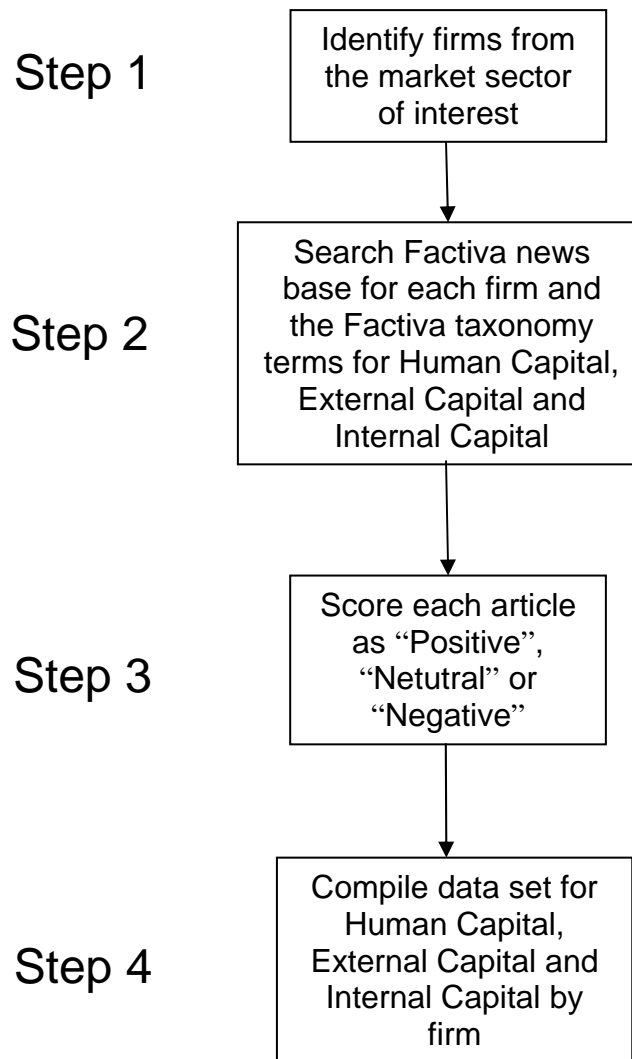 Step 1
Identify firms from
the market sector
of interest
Step 2
Search Factiva news
base for each firm and
the Factiva taxonomy
terms for Human Capital,
External Capital and
Internal Capital
Step 3
Score each article
as “Positive”,
“Netutral” or
“Negative”
Step 4
Compile data set for
Human Capital,
External Capital and
Internal Capital by
firm